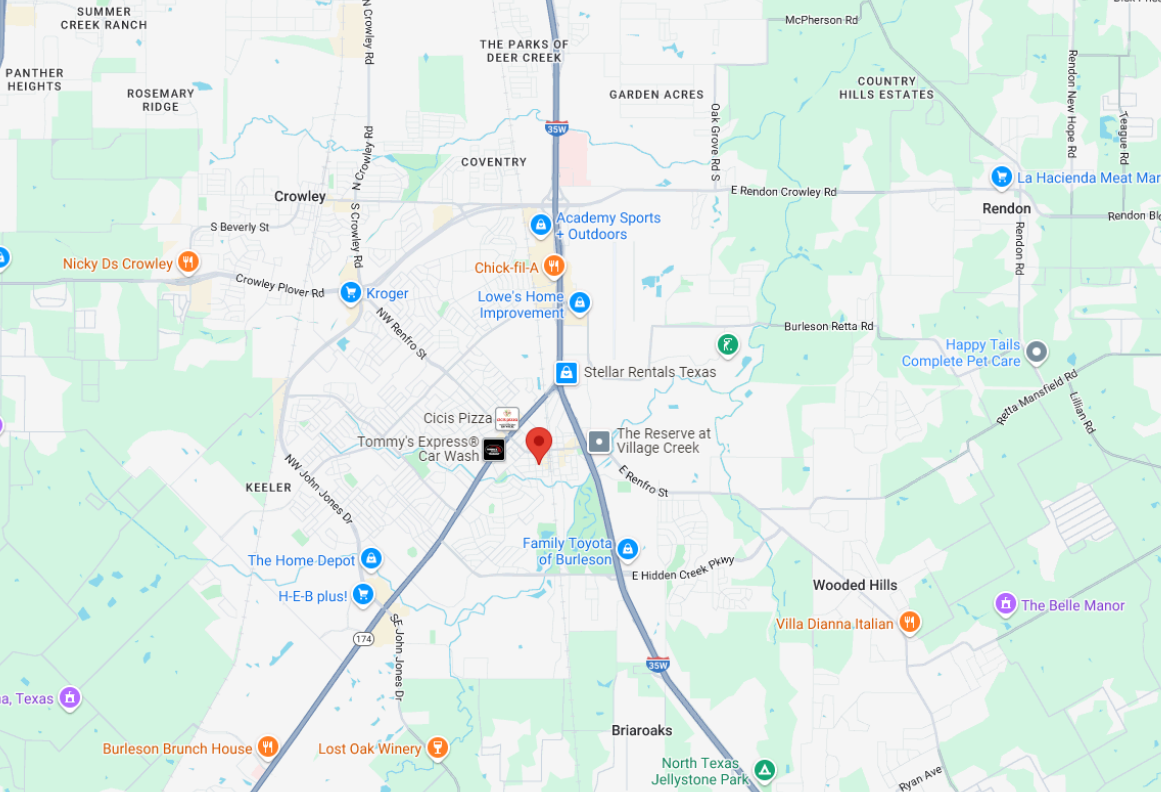 SUMMER
CREEK RANCH
N Crowley Rd
McPherson Rd
THE PARKS OF
DEER CREEK
PANTHER
HEIGHTS
ROSEMARY
RIDGE
GARDEN ACRES
COUNTRY
HILLS ESTATES
Rendon New Hope Rd
Teague Rd
Oak Grove Rd S
35W
N Crowley Rd
COVENTRY
La Hacienda Meat Mar
Crowley
E Rendon Crowley Rd
Rendon
Rendon Bl
S Crowley Rd
S Beverly St
Academy Sports
+ Outdoors
Rendon Rd
Nicky Ds Crowley
Chick-fil-A
Crowley Plover Rd
Kroger
Lowe's Home
Improvement
NW Renfro St
Burleson Retta Rd
Happy Tails
Complete Pet Care
Stellar Rentals Texas
Retta Mansfield Rd
Lillian Rd
Cicis Pizza
Tommy's Express®
Car Wash
The Reserve at
Village Creek
E Renfro St
NW John Jones Dr
KEELER
Family Toyota
of Burleson
The Home Depot
E Hidden Creek Pkwy
H-E-B plus!
Wooded Hills
The Belle Manor
Villa Dianna Italian
174
SE John Jones Dr
35W
a, Texas
Briaroaks
Burleson Brunch House
Lost Oak Winery
North Texas
Jellystone Park
Ryan Ave